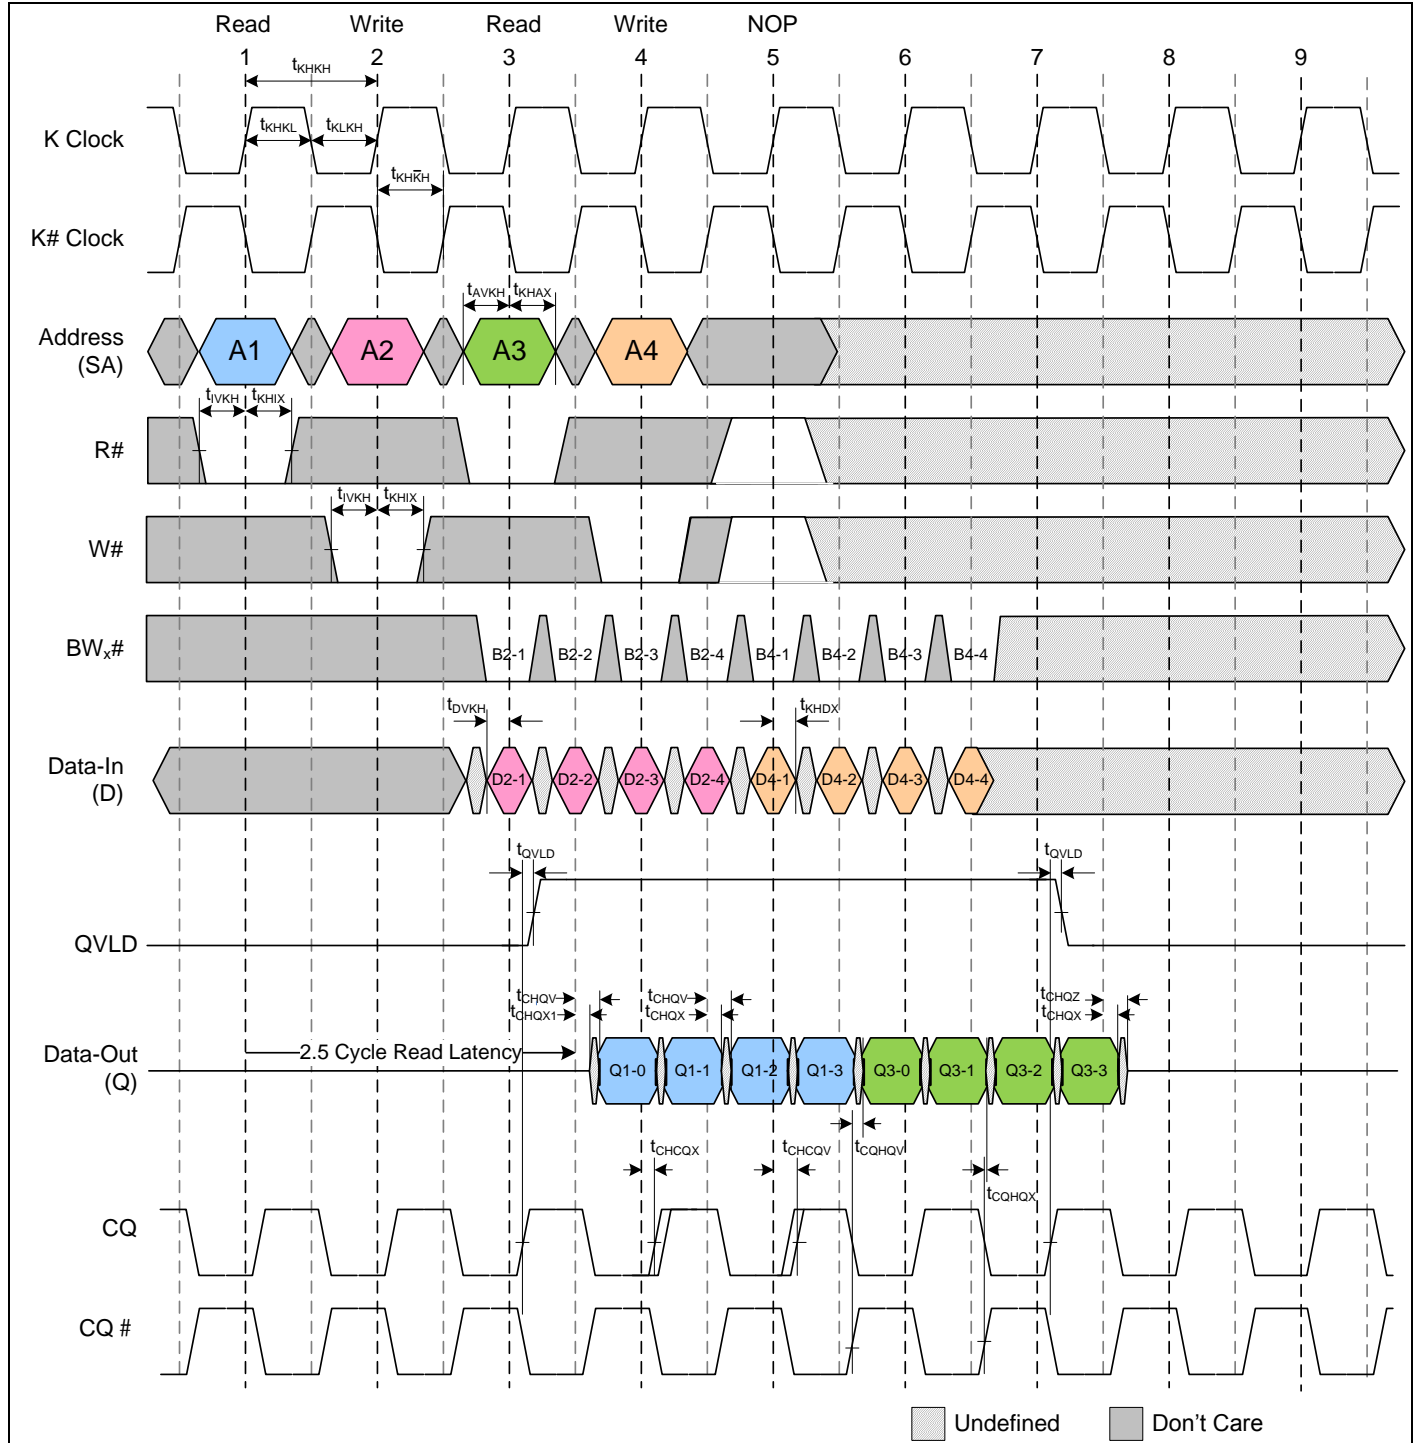 Read Write Read Write NOP
1 2 3 4 5 6 7 8 9
tKHKH
K Clock tKHKL tKLKH
tKHK̄H
K# Clock
tAVKH tKHAX
Address
(SA) A1 A2 A3 A4
tIVKH tKHIX
R#
tIVKH tKHIX
W#
BWx# B2-1 B2-2 B2-3 B2-4 B4-1 B4-2 B4-3 B4-4
tDVKH tKHDX
Data-In
(D) D2-1 D2-2 D2-3 D2-4 D4-1 D4-2 D4-3 D4-4
tQVLD tQVLD
QVLD
tCHQV tCHQV tCHQZ
tCHQX1 tCHQX tCHQX
Data-Out
(Q) 2.5 Cycle Read Latency Q1-0 Q1-1 Q1-2 Q1-3 Q3-0 Q3-1 Q3-2 Q3-3
tCHCQX tCHCQV tCQHQV
tCQHQX
CQ
CQ #
Undefined Don't Care